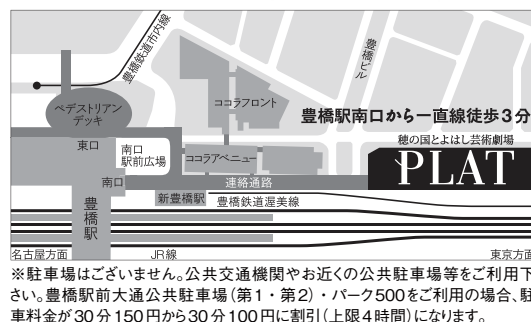 豊橋鉄道市内線
豊橋ビル
ペデストリアン
デッキ
ココラフロント
豊橋駅南口から一直線徒歩3分
穂の国とよはし芸術劇場
PLAT
東口
南口
駅前広場
ココラアベニュー
南口
連絡通路
新豊橋駅
豊橋鉄道渥美線
豊橋駅
名古屋方面
JR線
東京方面
※駐車場はございません。公共交通機関やお近くの公共駐車場等をご利用下
さい。豊橋駅前大通公共駐車場(第1・第2)・パーク500をご利用の場合、駐
車料金が30分150円から30分100円に割引(上限4時間)になります。